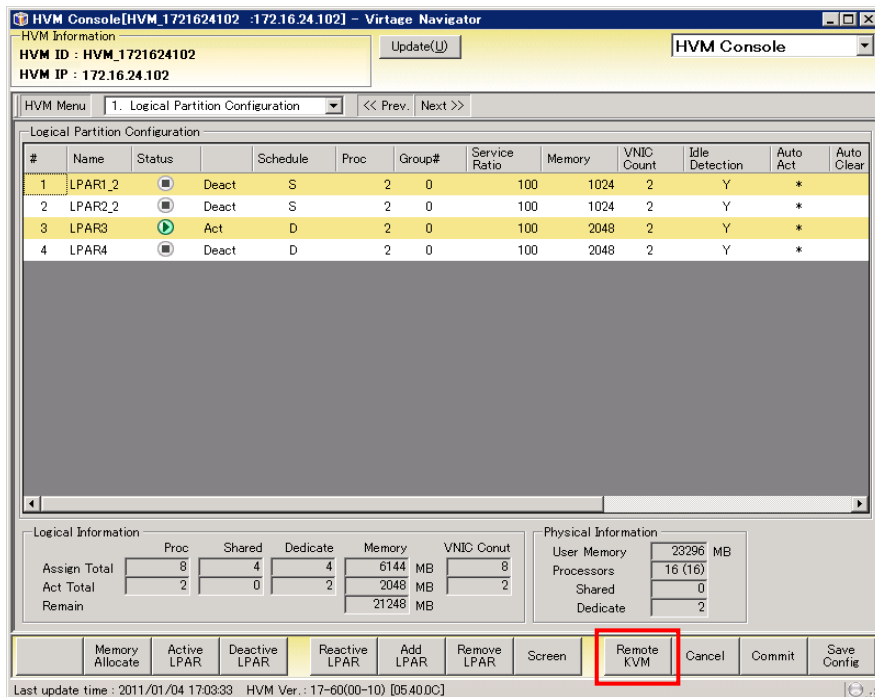 HVM Console[HVM_1721624102 :172.16.24.102] - Virtage Navigator
HVM Information
HVM ID : HVM_1721624102
HVM IP : 172.16.24.102
Update(U)
HVM Console
HVM Menu 1. Logical Partition Configuration << Prev. Next >>
Logical Partition Configuration
# Name Status Schedule Proc Group# Service Ratio Memory VNIC Count Idle Detection Auto Act Auto Clear
1 LPAR1_2 Deact S 2 0 100 1024 2 Y *
2 LPAR2_2 Deact S 2 0 100 1024 2 Y *
3 LPAR3 Act D 2 0 100 2048 2 Y *
4 LPAR4 Deact D 2 0 100 2048 2 Y *
Logical Information
Proc Shared Dedicate Memory VNIC Conut
Assign Total 8 4 4 6144 MB 8
Act Total 2 0 2 2048 MB 2
Remain 21248 MB
Physical Information
User Memory 23296 MB
Processors 16 (16)
Shared 0
Dedicate 2
Memory Allocate Active LPAR Deactive LPAR Reactive LPAR Add LPAR Remove LPAR Screen Remote KVM Cancel Commit Save Config
Last update time : 2011/01/04 17:03:33 HVM Ver. : 17-60(00-10) [05.40.0C]